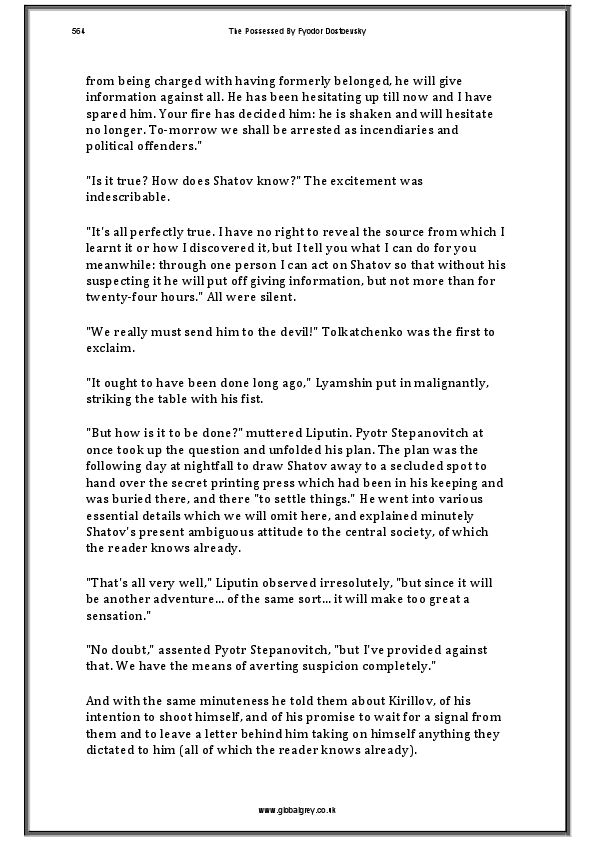 564
The Possessed By Fyodor Dostoevsky
from being charged with having formerly belonged, he will give
information against all. He has been hesitating up till now and I have
spared him. Your fire has decided him: he is shaken and will hesitate
no longer. To-morrow we shall be arrested as incendiaries and
political offenders."
"Is it true? How does Shatov know?" The excitement was
indescribable.
"It's all perfectly true. I have no right to reveal the source from which I
learnt it or how I discovered it, but I tell you what I can do for you
meanwhile: through one person I can act on Shatov so that without his
suspecting it he will put off giving information, but not more than for
twenty-four hours." All were silent.
"We really must send him to the devil!" Tolkatchenko was the first to
exclaim.
"It ought to have been done long ago," Lyamshin put in malignantly,
striking the table with his fist.
"But how is it to be done?" muttered Liputin. Pyotr Stepanovitch at
once took up the question and unfolded his plan. The plan was the
following day at nightfall to draw Shatov away to a secluded spot to
hand over the secret printing press which had been in his keeping and
was buried there, and there "to settle things." He went into various
essential details which we will omit here, and explained minutely
Shatov's present ambiguous attitude to the central society, of which
the reader knows already.
"That's all very well," Liputin observed irresolutely, "but since it will
be another adventure... of the same sort... it will make too great a
sensation."
"No doubt," assented Pyotr Stepanovitch, "but I've provided against
that. We have the means of averting suspicion completely."
And with the same minuteness he told them about Kirillov, of his
intention to shoot himself, and of his promise to wait for a signal from
them and to leave a letter behind him taking on himself anything they
dictated to him (all of which the reader knows already).
www.globalgrey.co.uk